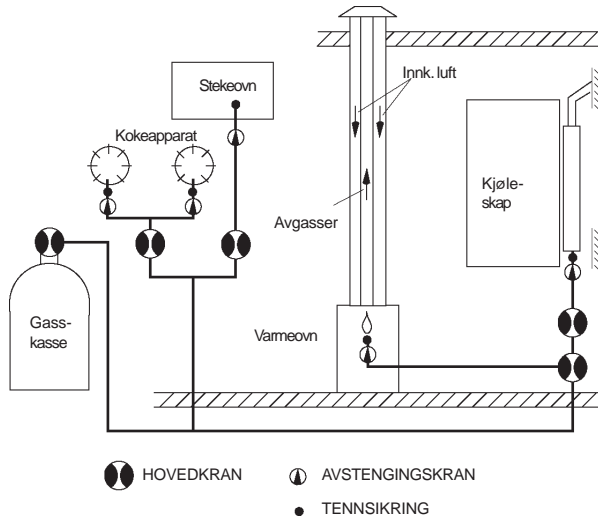 Innk. luft
Stekeovn
Kokeapparat
Kjøle-
skap
Avgasser
Gass-
kasse
Varmeovn
HOVEDKRAN
AVSTENGINGSKRAN
TENNSIKRING